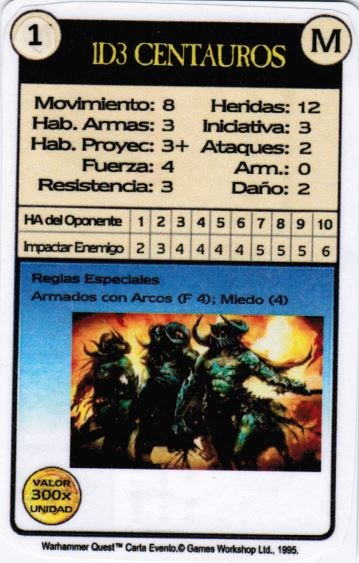 1
M
1D3 CENTAUROS
Movimiento: 8 Heridas: 12
Hab. Armas: 3 Iniciativa: 3
Hab. Proyec: 3+ Ataques: 2
Fuerza: 4 Arm.: 0
Resistencia: 3 Daño: 2
HA del Oponente 1 2 3 4 5 6 7 8 9 10
Impactar Enemigo 2 3 4 4 4 4 5 5 5 6
Reglas Especiales
Armados con Arcos (F 4); Miedo (4)
VALOR
300x
UNIDAD
Warhammer Quest™ Carta Evento.© Games Workshop Ltd., 1995.